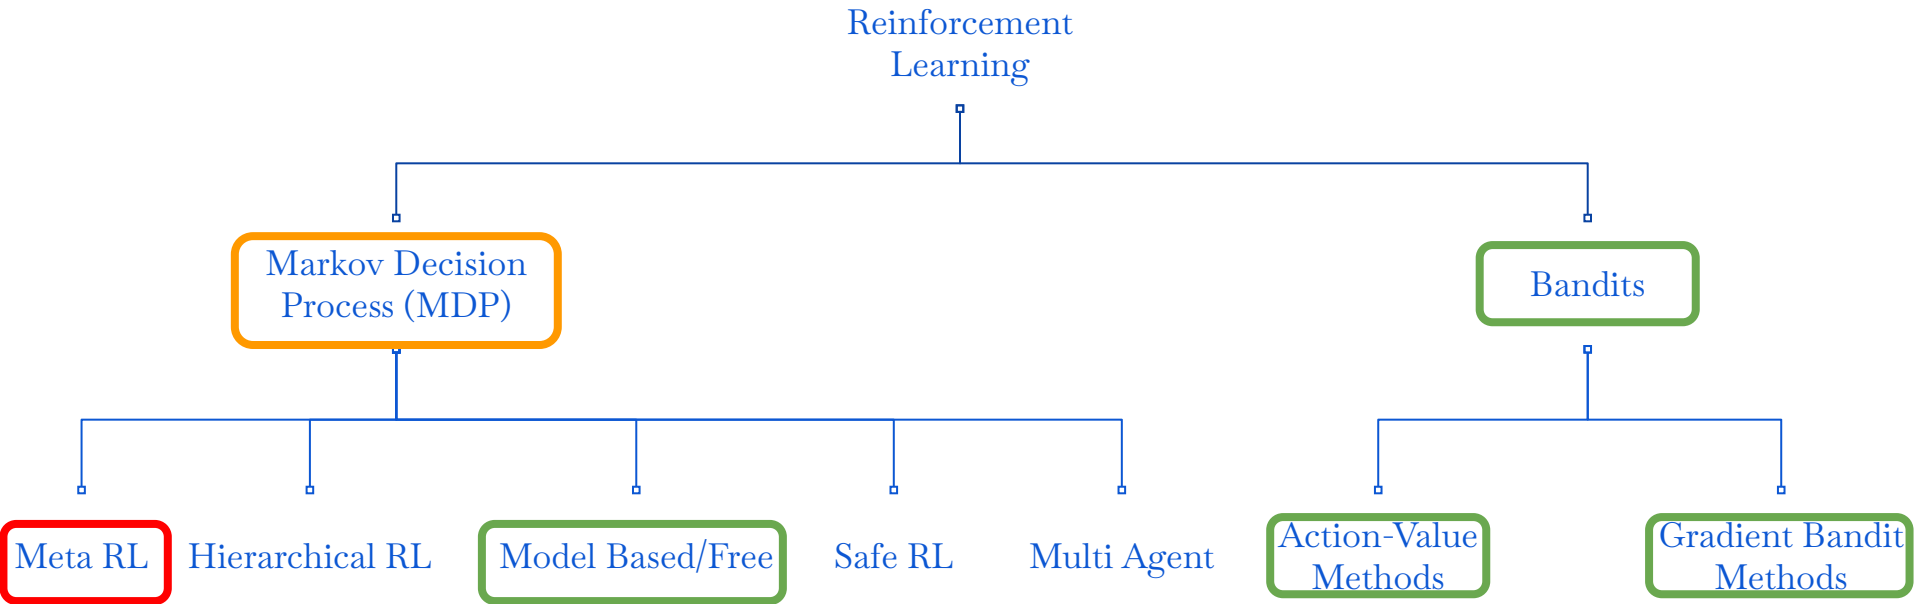 Reinforcement
Learning
Markov Decision
Process (MDP)
Bandits
Meta RL
Hierarchical RL
Model Based/Free
Safe RL
Multi Agent
Action-Value
Methods
Gradient Bandit
Methods